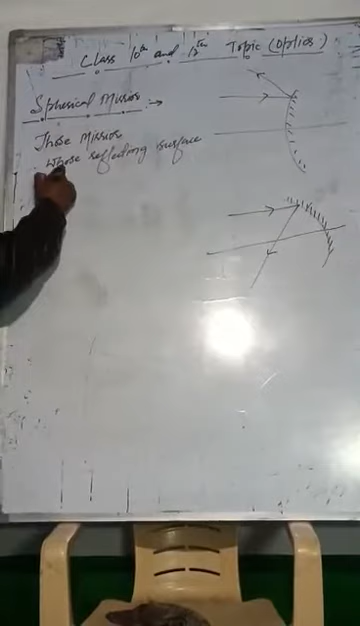 Class 10th and 12th Topic (Optics)
Spherical Mirror :→
Those Mirror
whose reflecting surface